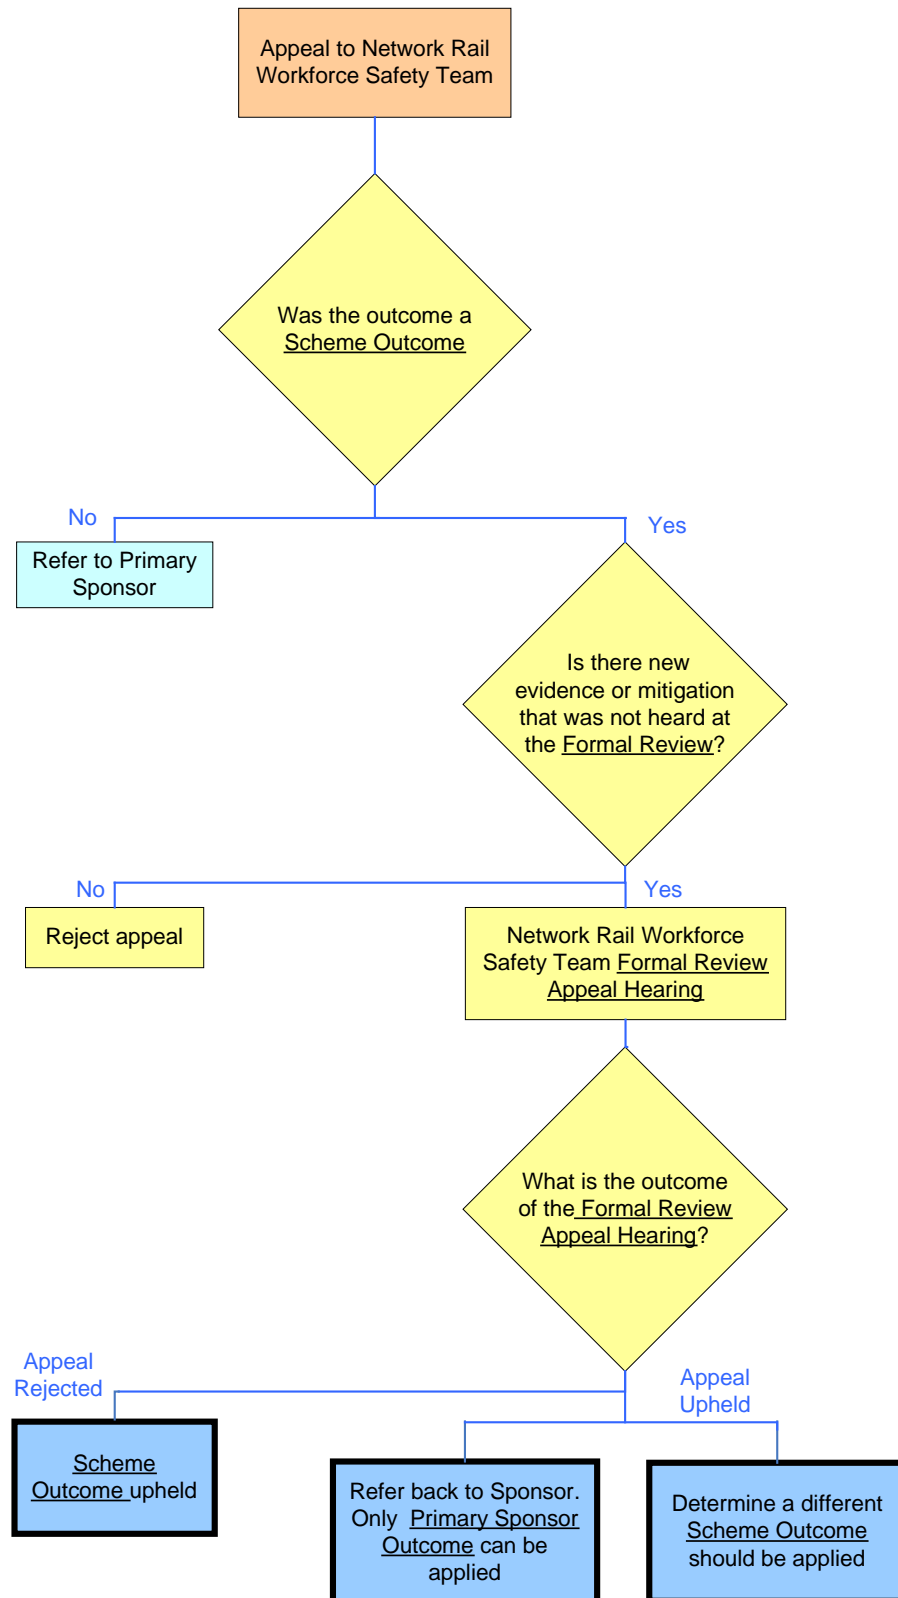 Appeal to Network Rail
Workforce Safety Team
Was the outcome a
Scheme Outcome
No
Yes
Refer to Primary
Sponsor
Is there new
evidence or mitigation
that was not heard at
the Formal Review?
No
Yes
Reject appeal
Network Rail Workforce
Safety Team Formal Review
Appeal Hearing
What is the outcome
of the Formal Review
Appeal Hearing?
Appeal
Rejected
Appeal
Upheld
Scheme
Outcome upheld
Refer back to Sponsor.
Only Primary Sponsor
Outcome can be
applied
Determine a different
Scheme Outcome
should be applied